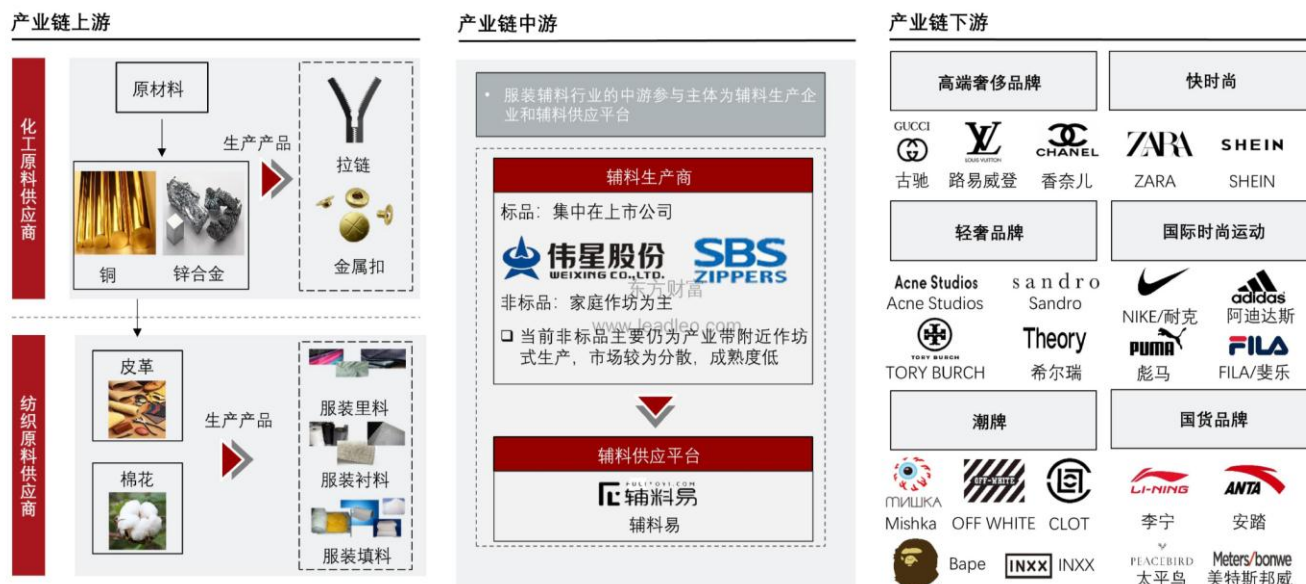 产业链上游
化工原料供应商
原材料
生产产品
拉链
铜
锌合金
金属扣
纺织原料供应商
皮革
棉花
生产产品
服装里料
服装衬料
服装填料
产业链中游
• 服装辅料行业的中游参与主体为辅料生产企
业和辅料供应平台
辅料生产商
标品：集中在上市公司
伟星股份
WEIXING CO.,LTD.
SBS
ZIPPERS
东方财富
非标品：家庭作坊为主
www.leadleo.com
当前非标品主要仍为产业带附近作坊
式生产，市场较为分散，成熟度低
辅料供应平台
FULIYOSI.COM
辅料易
辅料易
产业链下游
高端奢侈品牌
GUCCI
LOUIS VUITTON
CHANEL
古驰 路易威登 香奈儿
快时尚
ZARA SHEIN
ZARA SHEIN
轻奢品牌
Acne Studios sandro
Acne Studios Sandro
TORY BURCH Theory
TORY BURCH 希尔瑞
国际时尚运动
adidas
NIKE/耐克 阿迪达斯
PUMA FILA
彪马 FILA/斐乐
潮牌
МИШКА OFF-WHITE
Mishka OFF WHITE CLOT
Bape INXX INXX
国货品牌
LI-NING ANTA
李宁 安踏
PEACEBIRD Meters/bonwe
太平鸟 美特斯邦威